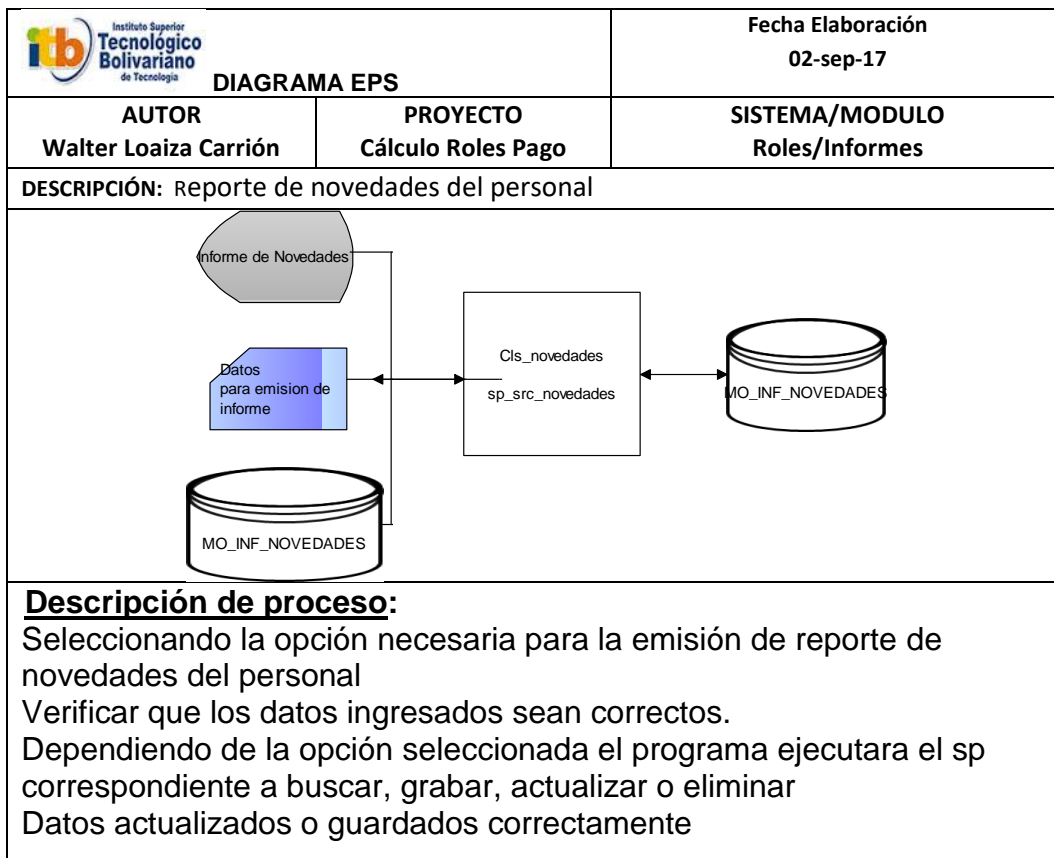 itb
Instituto Superior
Tecnológico
Bolivariano
de Tecnología
DIAGRAMA EPS
Fecha Elaboración
02-sep-17
AUTOR
Walter Loaiza Carrión
PROYECTO
Cálculo Roles Pago
SISTEMA/MODULO
Roles/Informes
DESCRIPCIÓN: Reporte de novedades del personal
Informe de Novedades
Datos
para emision de
informe
MO_INF_NOVEDADES
Cls_novedades
sp_src_novedades
MO_INF_NOVEDADES
Descripción de proceso:
Seleccionando la opción necesaria para la emisión de reporte de
novedades del personal
Verificar que los datos ingresados sean correctos.
Dependiendo de la opción seleccionada el programa ejecutara el sp
correspondiente a buscar, grabar, actualizar o eliminar
Datos actualizados o guardados correctamente